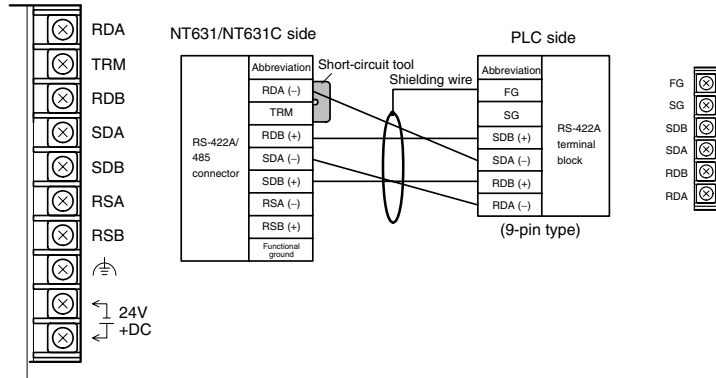 RDA
TRM
RDB
SDA
SDB
RSA
RSB
24V
+DC
NT631/NT631C side
Abbreviation
RDA (–)
TRM
RDB (+)
SDA (–)
SDB (+)
RSA (–)
RSB (+)
Functional
ground
RS-422A/
485
connector
Short-circuit tool
Shielding wire
PLC side
Abbreviation
FG
SG
SDB (+)
SDA (–)
RDB (+)
RDA (–)
RS-422A
terminal
block
(9-pin type)
FG
SG
SDB
SDA
RDB
RDA